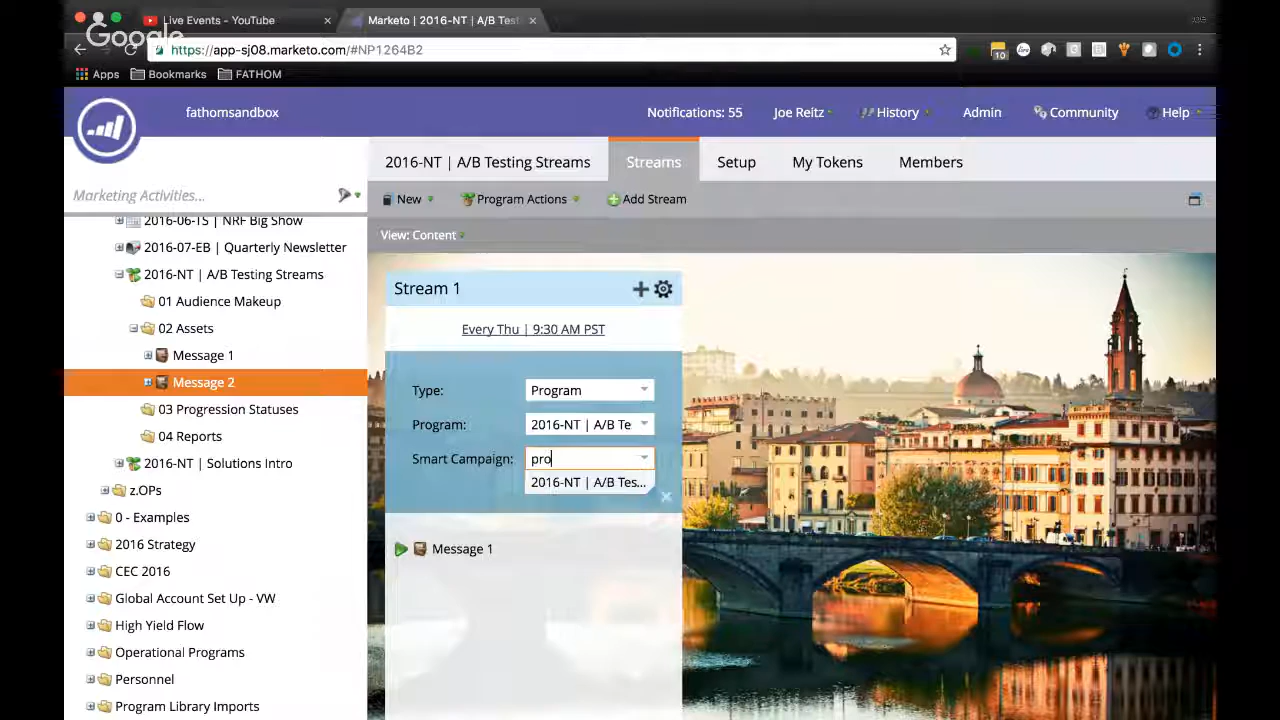 Live Events - YouTube
Marketo | 2016-NT | A/B Test
Google
https://app-sj08.marketo.com/#NP1264B2
10
Apps Bookmarks FATHOM
fathomsandbox
Notifications: 55 Joe Reitz History Admin Community Help
2016-NT | A/B Testing Streams Streams Setup My Tokens Members
Marketing Activities...
New Program Actions Add Stream
View: Content
2016-06-TS | NRF Big Show
2016-07-EB | Quarterly Newsletter
2016-NT | A/B Testing Streams
01 Audience Makeup
02 Assets
Message 1
Message 2
03 Progression Statuses
04 Reports
2016-NT | Solutions Intro
z.OPs
0 - Examples
2016 Strategy
CEC 2016
Global Account Set Up - VW
High Yield Flow
Operational Programs
Personnel
Program Library Imports
Stream 1
Every Thu | 9:30 AM PST
Type: Program
Program: 2016-NT | A/B Te
Smart Campaign: pro
2016-NT | A/B Tes...
Message 1